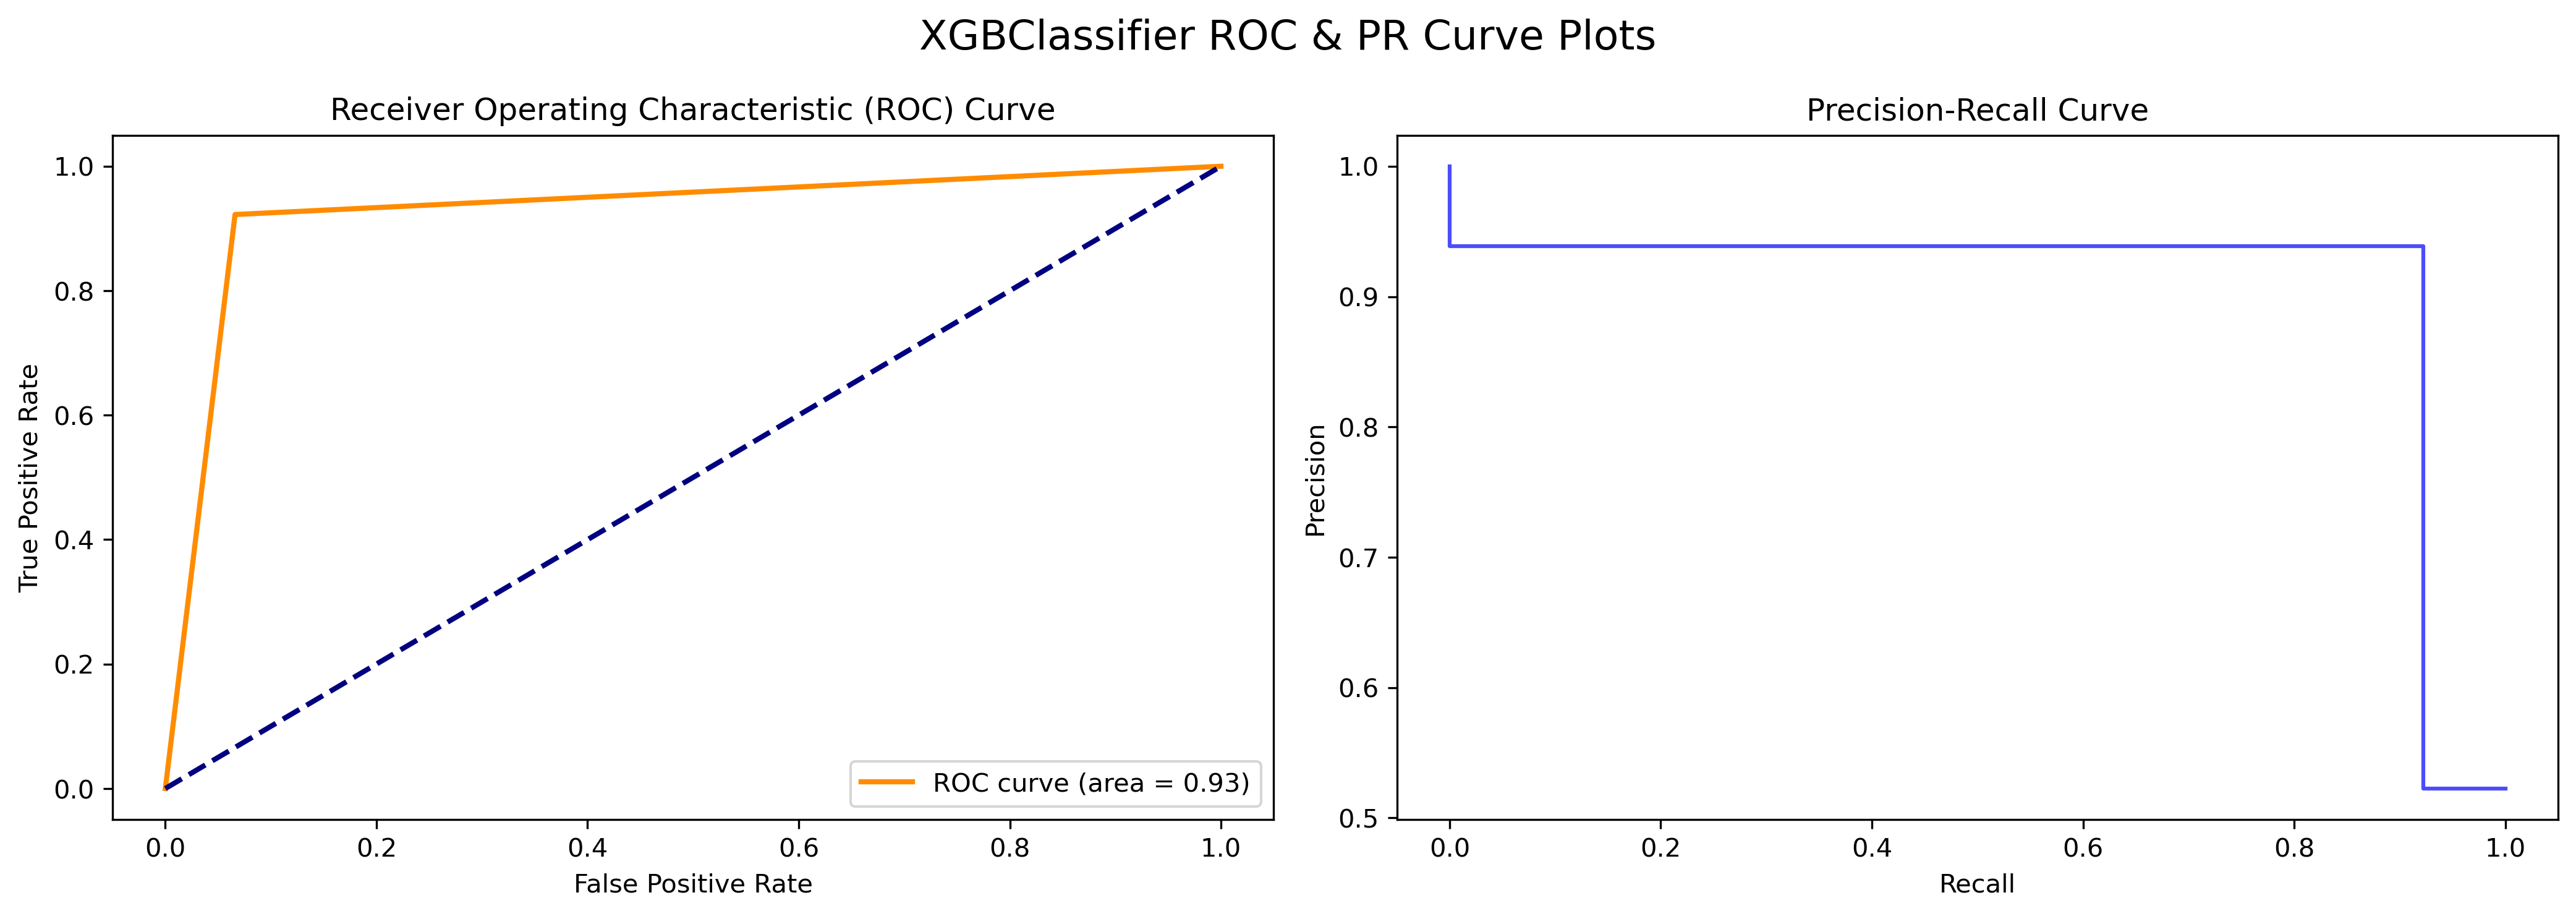 XGBClassifier ROC & PR Curve Plots
Receiver Operating Characteristic (ROC) Curve
True Positive Rate
1.0
0.8
0.6
0.4
0.2
0.0
ROC curve (area = 0.93)
0.0 0.2 0.4 0.6 0.8 1.0
False Positive Rate
Precision-Recall Curve
Precision
1.0
0.9
0.8
0.7
0.6
0.5
0.0 0.2 0.4 0.6 0.8 1.0
Recall